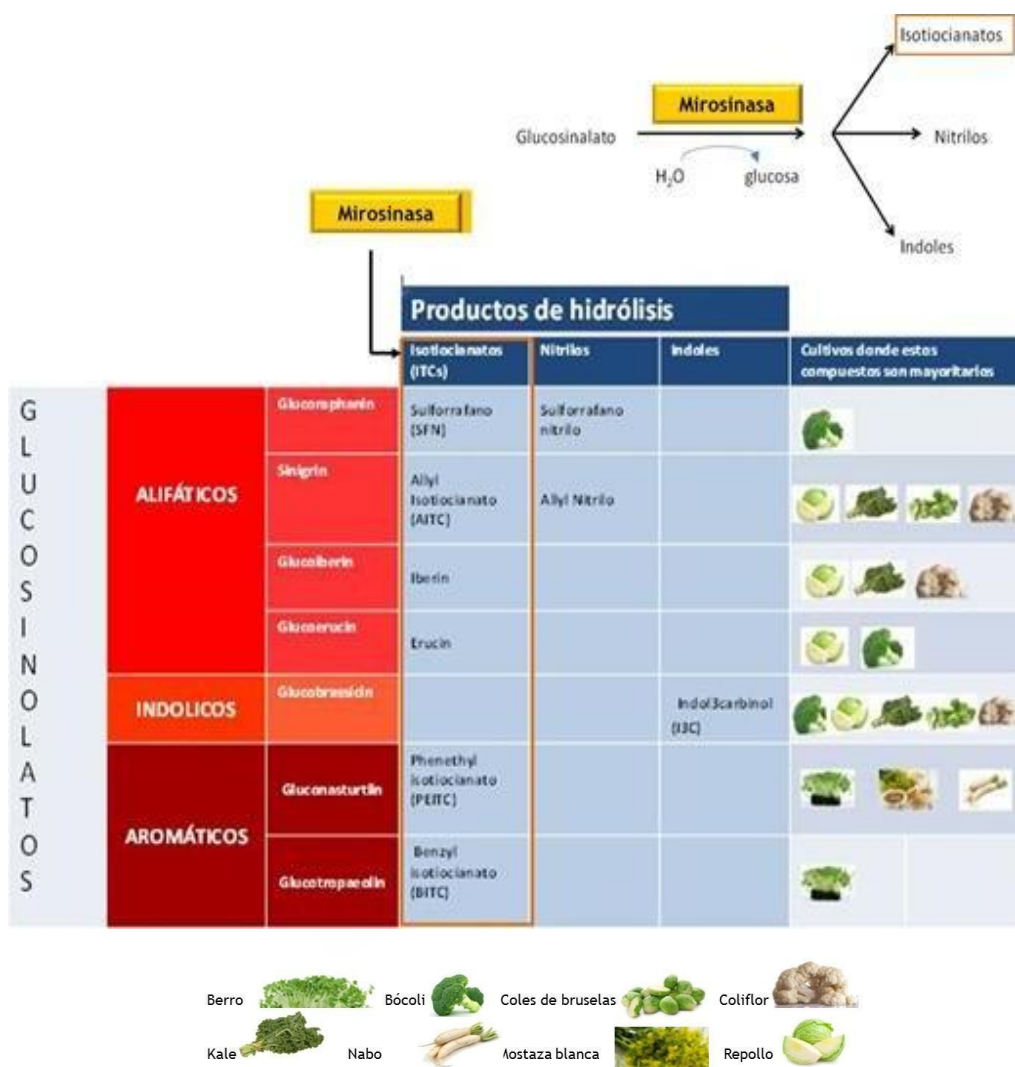 Isotiocianatos
Mirosinasa
Glucosinalato
Nitrilos
H₂O
glucosa
Mirosinasa
Indoles
Productos de hidrólisis
Isotiocianatos
(ITCs)
Nitrilos
Indoles
Cultivos donde estos
compuestos son mayoritarios
GLUCOSINOLATOS
ALIFÁTICOS
Glucoraphanin
Sulforrafano
(SFN)
Sulforrafano
nitrilo
Sinigrin
Allyl
Isotiocianato
(AITC)
Allyl Nitrilo
Glucoiberin
Iberin
Glucoerucin
Erucin
INDOLICOS
Glucobrassicin
Indol3carbinol
(I3C)
AROMÁTICOS
Gluconasturtiin
Phenethyl
isotiocianato
(PEITC)
Glucotropaeolin
Benzyl
isotiocianato
(BITC)
Berro
Bócoli
Coles de bruselas
Coliflor
Kale
Nabo
Mostaza blanca
Repollo